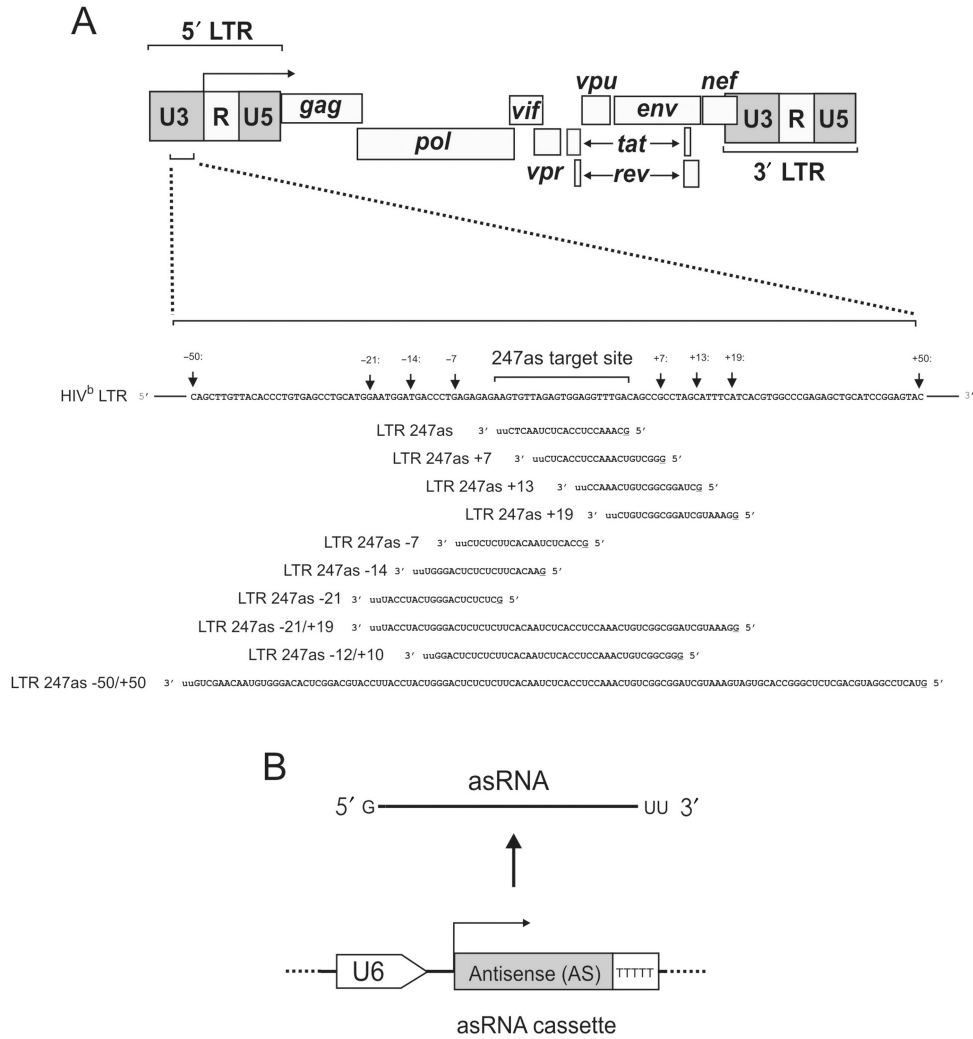 A
5′ LTR
U3 R U5 gag pol vif vpr vpu env nef tat rev U3 R U5
3′ LTR
−50: −21: −14: −7 247as target site +7: +13: +19: +50:
HIVb LTR 5′ CAGCTTGTTACACCCTGTGAGCCTGCATGGAATGGATGACCCTGAGAGAGAAGTGTTAGAGTGGAGGTTTGACAGCCGCCTAGCATTTCATCACGTGGCCCGAGAGCTGCATCCGGAGTAC 3′
LTR 247as 3′ uuCUCAAUCUCACCUCCAAACG 5′
LTR 247as +7 3′ uuCUCACCUCCAAACUGUCGGG 5′
LTR 247as +13 3′ uuCCAAACUGUCGGCGGAUCG 5′
LTR 247as +19 3′ uuCUGUCGGCGGAUCGUAAAGG 5′
LTR 247as -7 3′ uuCUCUCUUCACAAUCUCACCG 5′
LTR 247as -14 3′ uuUGGGACUCUCUCUUCACAAG 5′
LTR 247as -21 3′ uuUACCUACUGGGACUCUCUCG 5′
LTR 247as -21/+19 3′ uuUACCUACUGGGACUCUCUCUUCACAAUCUCACCUCCAAACUGUCGGCGGAUCGUAAAGG 5′
LTR 247as -12/+10 3′ uuGGACUCUCUCUUCACAAUCUCACCUCCAAACUGUCGGCGGG 5′
LTR 247as -50/+50 3′ uuGUCGAACAAUGUGGGACACUCGGACGUACCUUACCUACUGGGACUCUCUCUUCACAAUCUCACCUCCAAACUGUCGGCGGAUCGUAAAGUAGUGCACCGGGCUCUCGACGUAGGCCUCAUG 5′
B
asRNA
5′ G UU 3′
U6 Antisense (AS) TTTTT
asRNA cassette